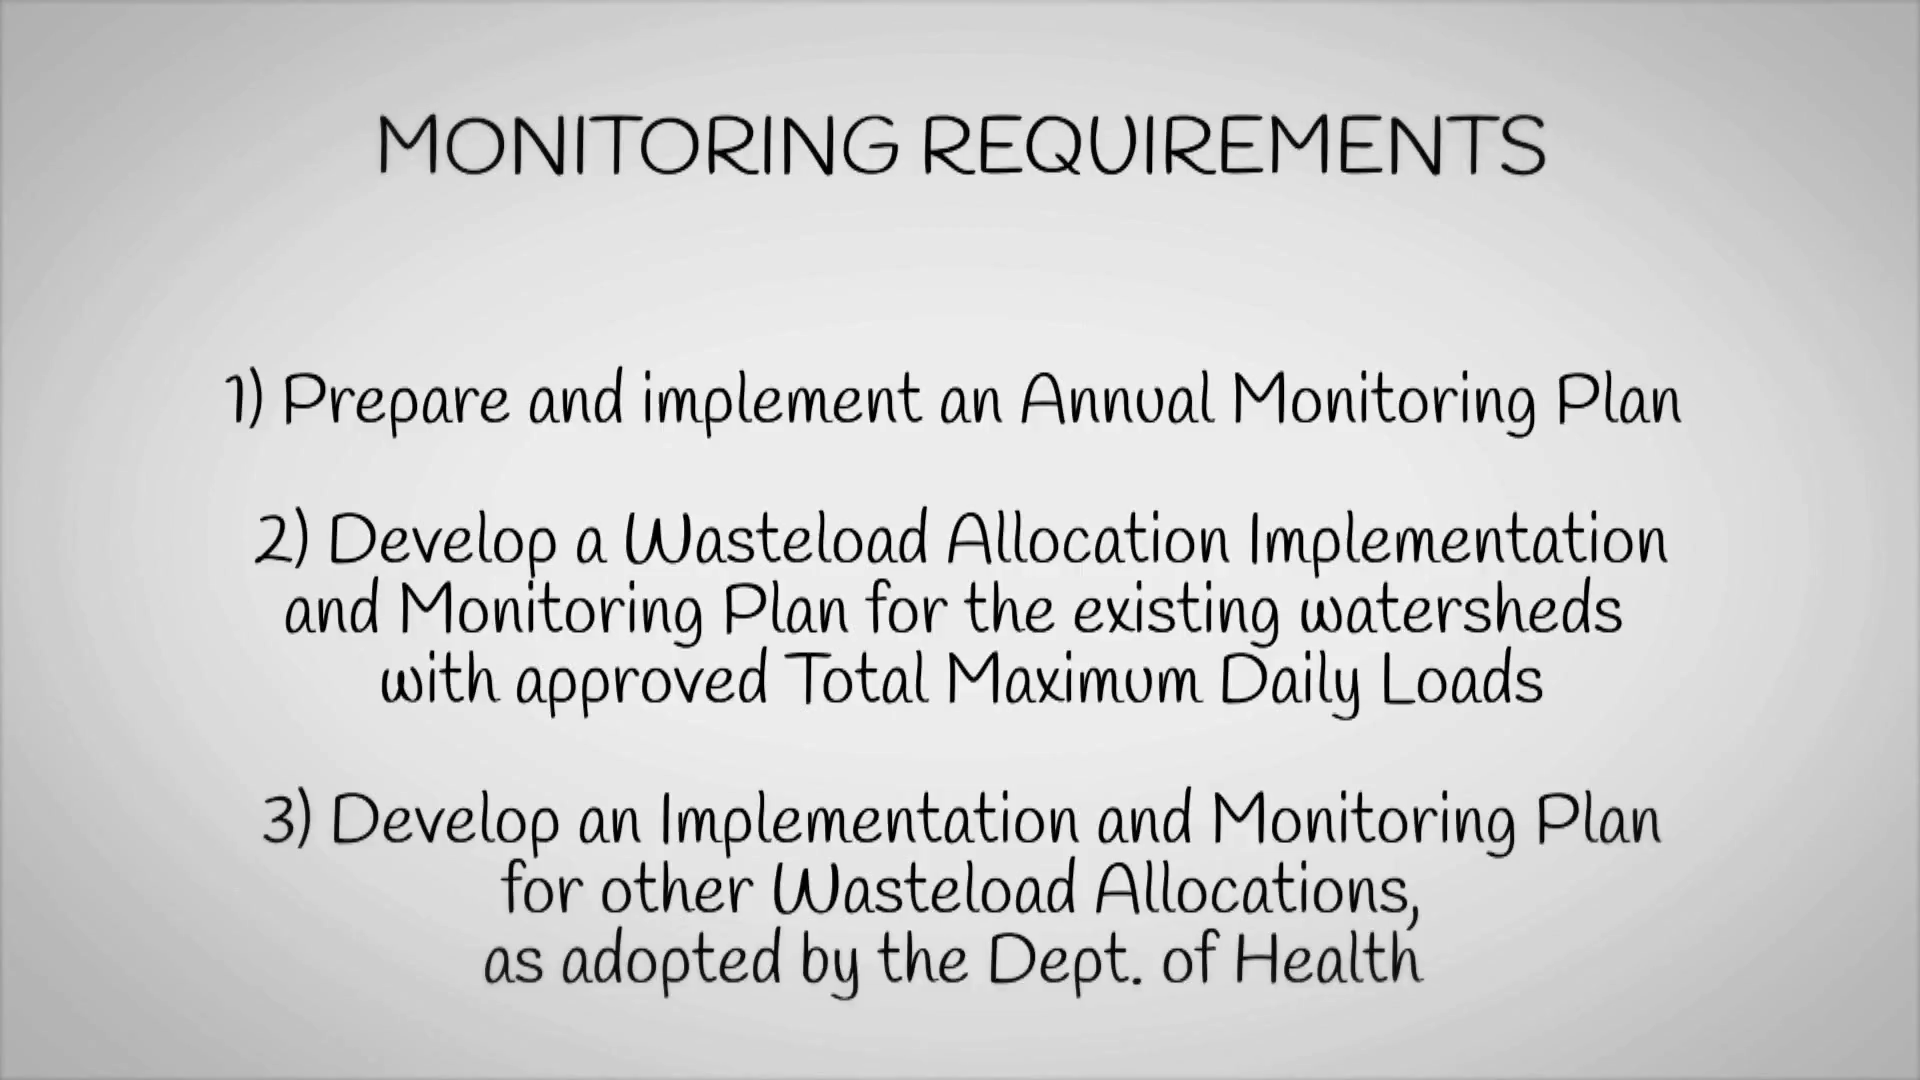 MONITORING REQUIREMENTS
1) Prepare and implement an Annual Monitoring Plan
2) Develop a Wasteload Allocation Implementation
and Monitoring Plan for the existing watersheds
with approved Total Maximum Daily Loads
3) Develop an Implementation and Monitoring Plan
for other Wasteload Allocations,
as adopted by the Dept. of Health